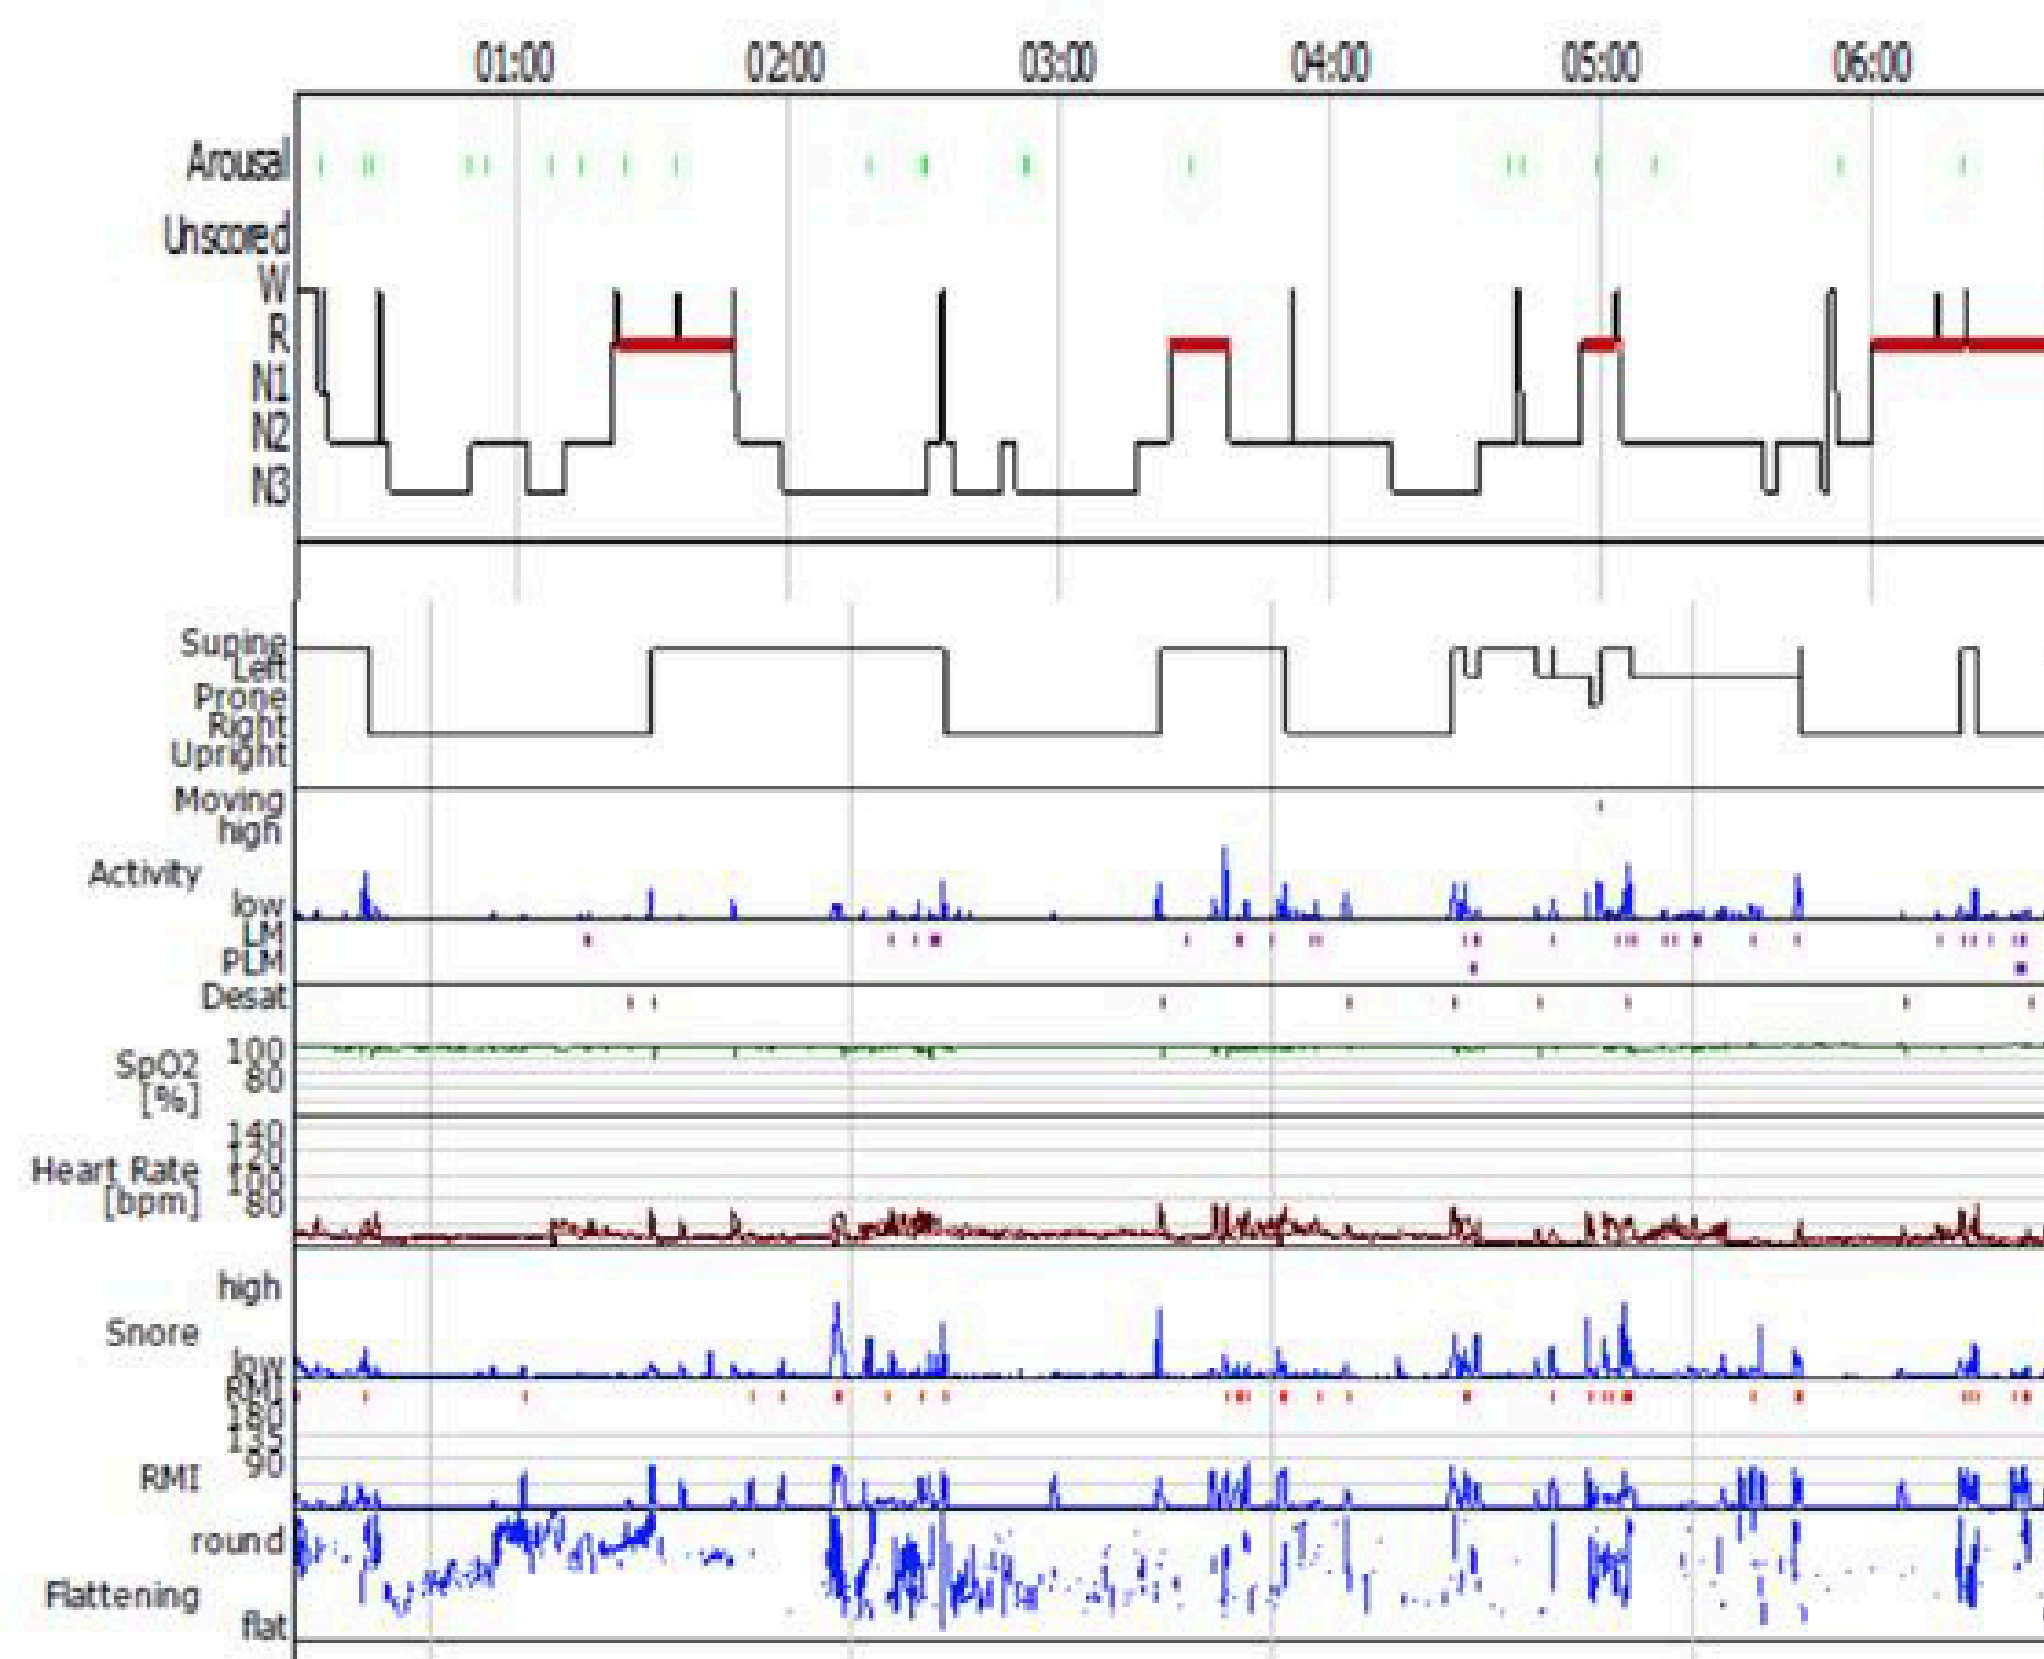 01:00 02:00 03:00 04:00 05:00 06:00
Arousal
Unscored
W
R
N1
N2
N3
Supine
Left
Prone
Right
Upright
Moving
high
Activity
low
LM
PLM
Desat
100
SpO2
80
[%]
140
120
Heart Rate
100
[bpm]
80
high
Snore
low
90
RMI
round
Flattening
flat